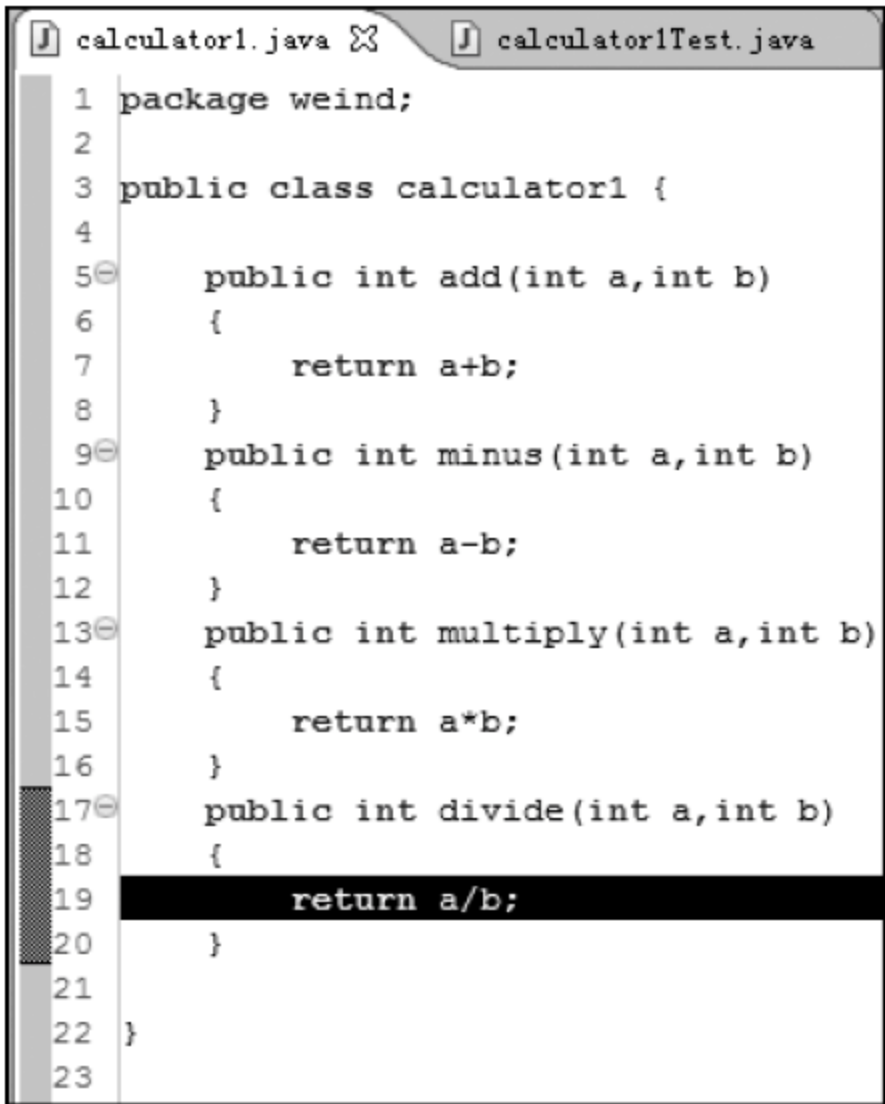 calculator1.java calculator1Test.java
1 package weind;
2
3 public class calculator1 {
4
5 public int add(int a,int b)
6 {
7 return a+b;
8 }
9 public int minus(int a,int b)
10 {
11 return a-b;
12 }
13 public int multiply(int a,int b)
14 {
15 return a*b;
16 }
17 public int divide(int a,int b)
18 {
19 return a/b;
20 }
21
22 }
23